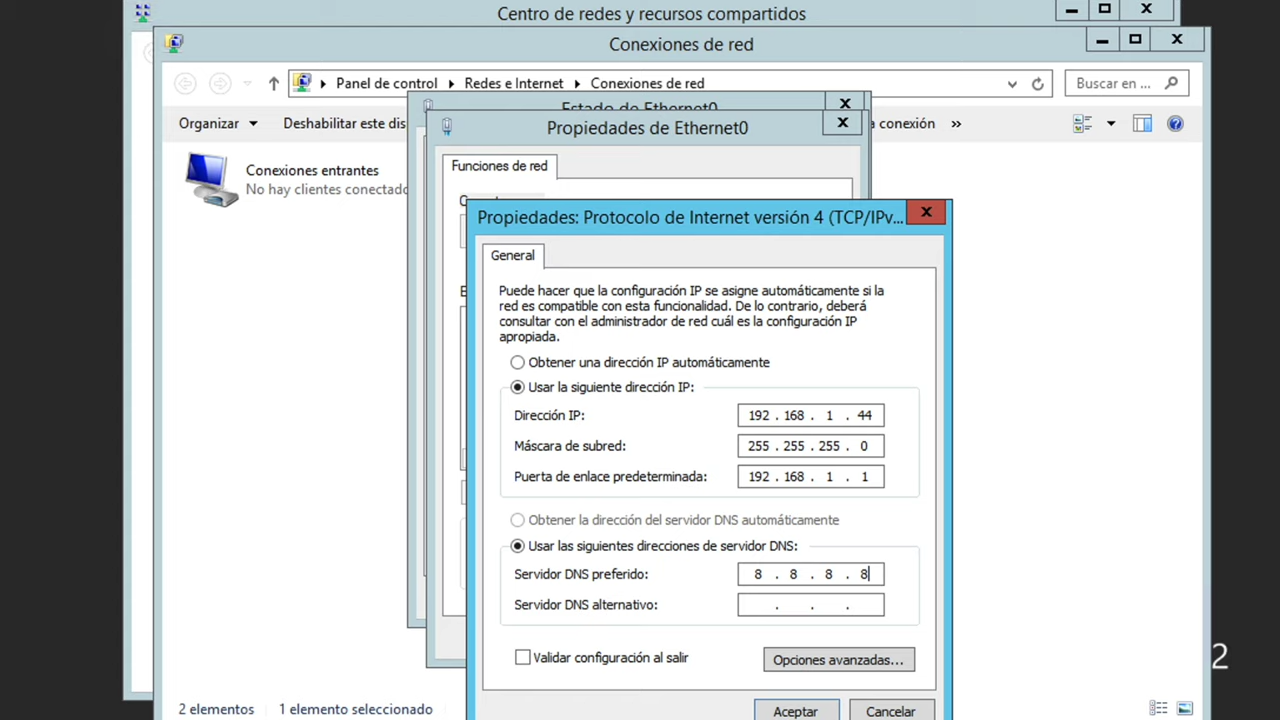 Centro de redes y recursos compartidos
Conexiones de red
Panel de control
Redes e Internet
Conexiones de red
Buscar en ...
Organizar
Deshabilitar este dis
a conexión
»
Estado de Ethernet0
Propiedades de Ethernet0
Conexiones entrantes
No hay clientes conectado
Funciones de red
Propiedades: Protocolo de Internet versión 4 (TCP/IPv...
General
Puede hacer que la configuración IP se asigne automáticamente si la
red es compatible con esta funcionalidad. De lo contrario, deberá
consultar con el administrador de red cuál es la configuración IP
apropiada.
Obtener una dirección IP automáticamente
Usar la siguiente dirección IP:
Dirección IP: 192 . 168 . 1 . 44
Máscara de subred: 255 . 255 . 255 . 0
Puerta de enlace predeterminada: 192 . 168 . 1 . 1
Obtener la dirección del servidor DNS automáticamente
Usar las siguientes direcciones de servidor DNS:
Servidor DNS preferido: 8 . 8 . 8 . 8
Servidor DNS alternativo: . . .
Validar configuración al salir
Opciones avanzadas...
Aceptar
Cancelar
2 elementos
1 elemento seleccionado
2